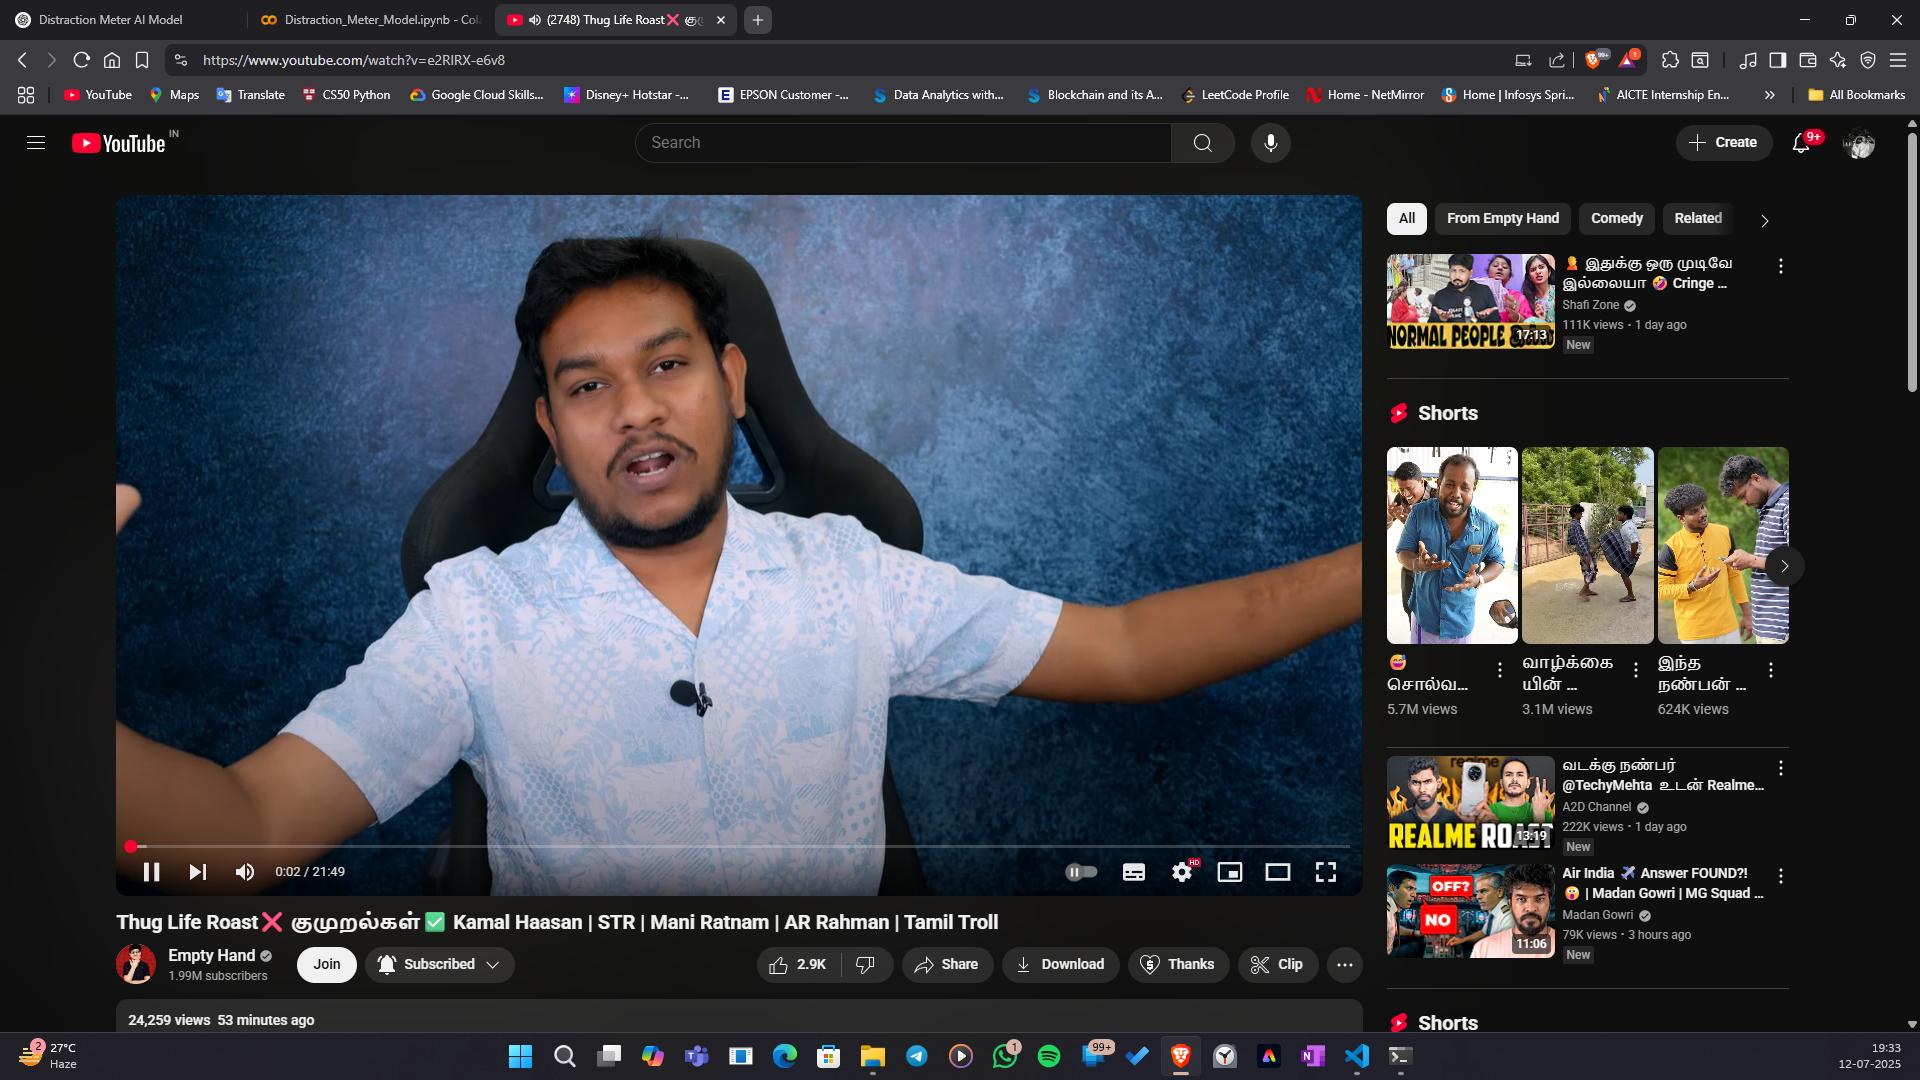 Distraction Meter AI Model
Distraction_Meter_Model.ipynb - Col
(2748) Thug Life Roast❌
https://www.youtube.com/watch?v=e2RlRX-e6v8
99+
1
YouTube
Maps
Translate
CS50 Python
Google Cloud Skills...
Disney+ Hotstar -...
EPSON Customer -...
Data Analytics with...
Blockchain and its A...
LeetCode Profile
Home - NetMirror
Home | Infosys Spri...
AICTE Internship En...
All Bookmarks
YouTube IN
Search
Create
9+
All
From Empty Hand
Comedy
Related
🤦 இதுக்கு ஒரு முடிவே
இல்லையா 🤣 Cringe ...
Shafi Zone
111K views • 1 day ago
New
NORMAL PEOPLE
17:13
Shorts
😅
சொல்வ...
5.7M views
வாழ்க்கை
யின் ...
3.1M views
இந்த
நண்பன் ...
624K views
வடக்கு நண்பர்
@TechyMehta உடன் Realme...
A2D Channel
222K views • 1 day ago
New
realme
REALME ROAST
13:19
Air India ✈️ Answer FOUND?!
😱 | Madan Gowri | MG Squad ...
Madan Gowri
79K views • 3 hours ago
New
OFF?
NO
11:06
Shorts
0:02 / 21:49
HD
Thug Life Roast❌ குமுறல்கள்✅ Kamal Haasan | STR | Mani Ratnam | AR Rahman | Tamil Troll
Empty Hand
1.99M subscribers
Join
Subscribed
2.9K
Share
Download
Thanks
Clip
24,259 views 53 minutes ago
2
27°C
Haze
1
99+
19:33
12-07-2025